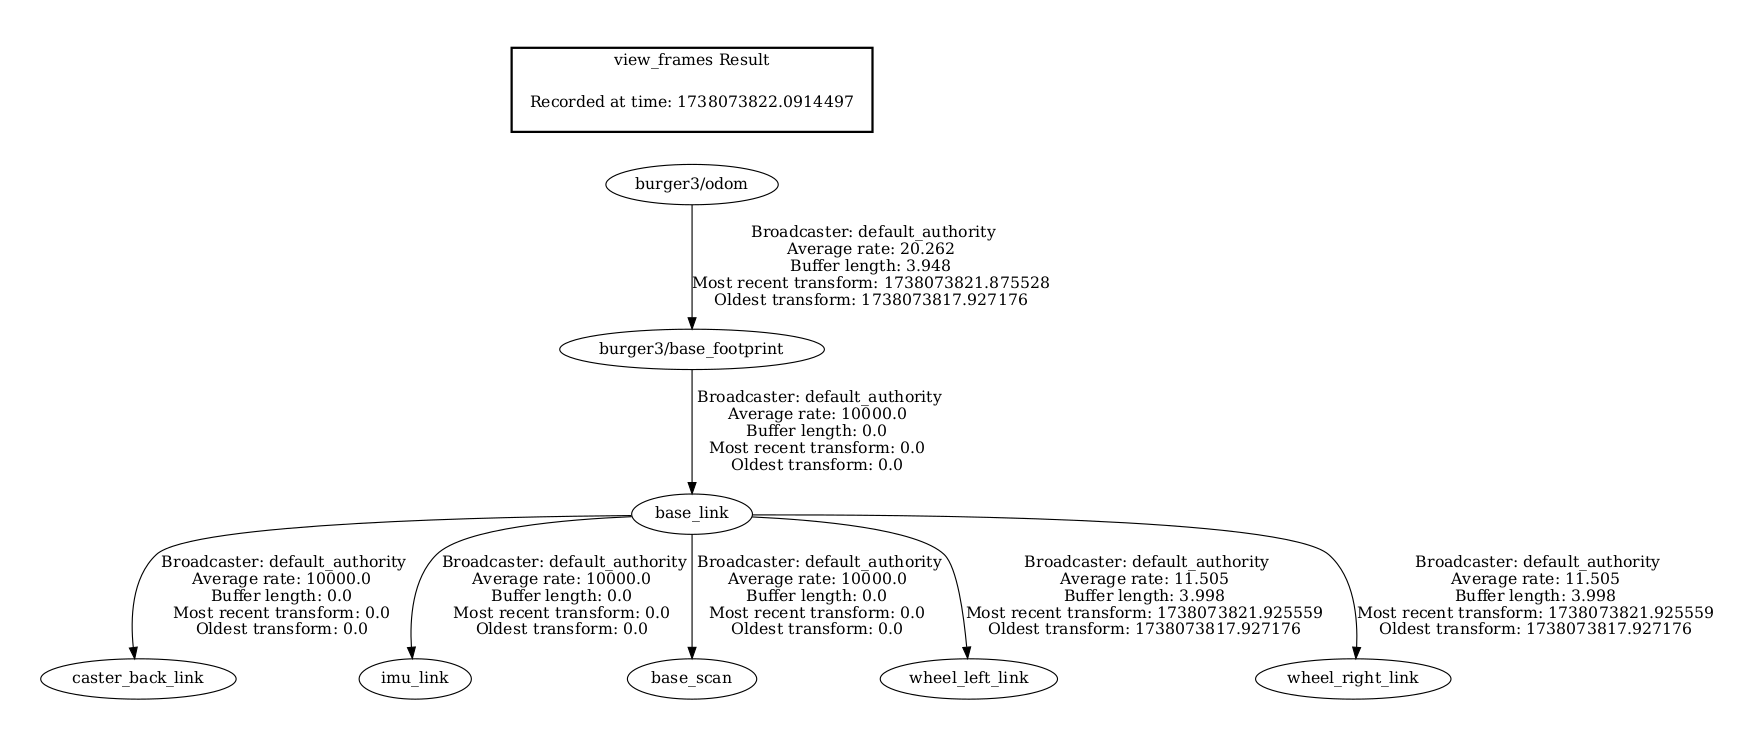 view_frames Result
Recorded at time: 1738073822.0914497
burger3/odom
Broadcaster: default_authority
Average rate: 20.262
Buffer length: 3.948
Most recent transform: 1738073821.875528
Oldest transform: 1738073817.927176
burger3/base_footprint
Broadcaster: default_authority
Average rate: 10000.0
Buffer length: 0.0
Most recent transform: 0.0
Oldest transform: 0.0
base_link
Broadcaster: default_authority
Average rate: 10000.0
Buffer length: 0.0
Most recent transform: 0.0
Oldest transform: 0.0
Broadcaster: default_authority
Average rate: 10000.0
Buffer length: 0.0
Most recent transform: 0.0
Oldest transform: 0.0
Broadcaster: default_authority
Average rate: 10000.0
Buffer length: 0.0
Most recent transform: 0.0
Oldest transform: 0.0
Broadcaster: default_authority
Average rate: 11.505
Buffer length: 3.998
Most recent transform: 1738073821.925559
Oldest transform: 1738073817.927176
Broadcaster: default_authority
Average rate: 11.505
Buffer length: 3.998
Most recent transform: 1738073821.925559
Oldest transform: 1738073817.927176
caster_back_link
imu_link
base_scan
wheel_left_link
wheel_right_link